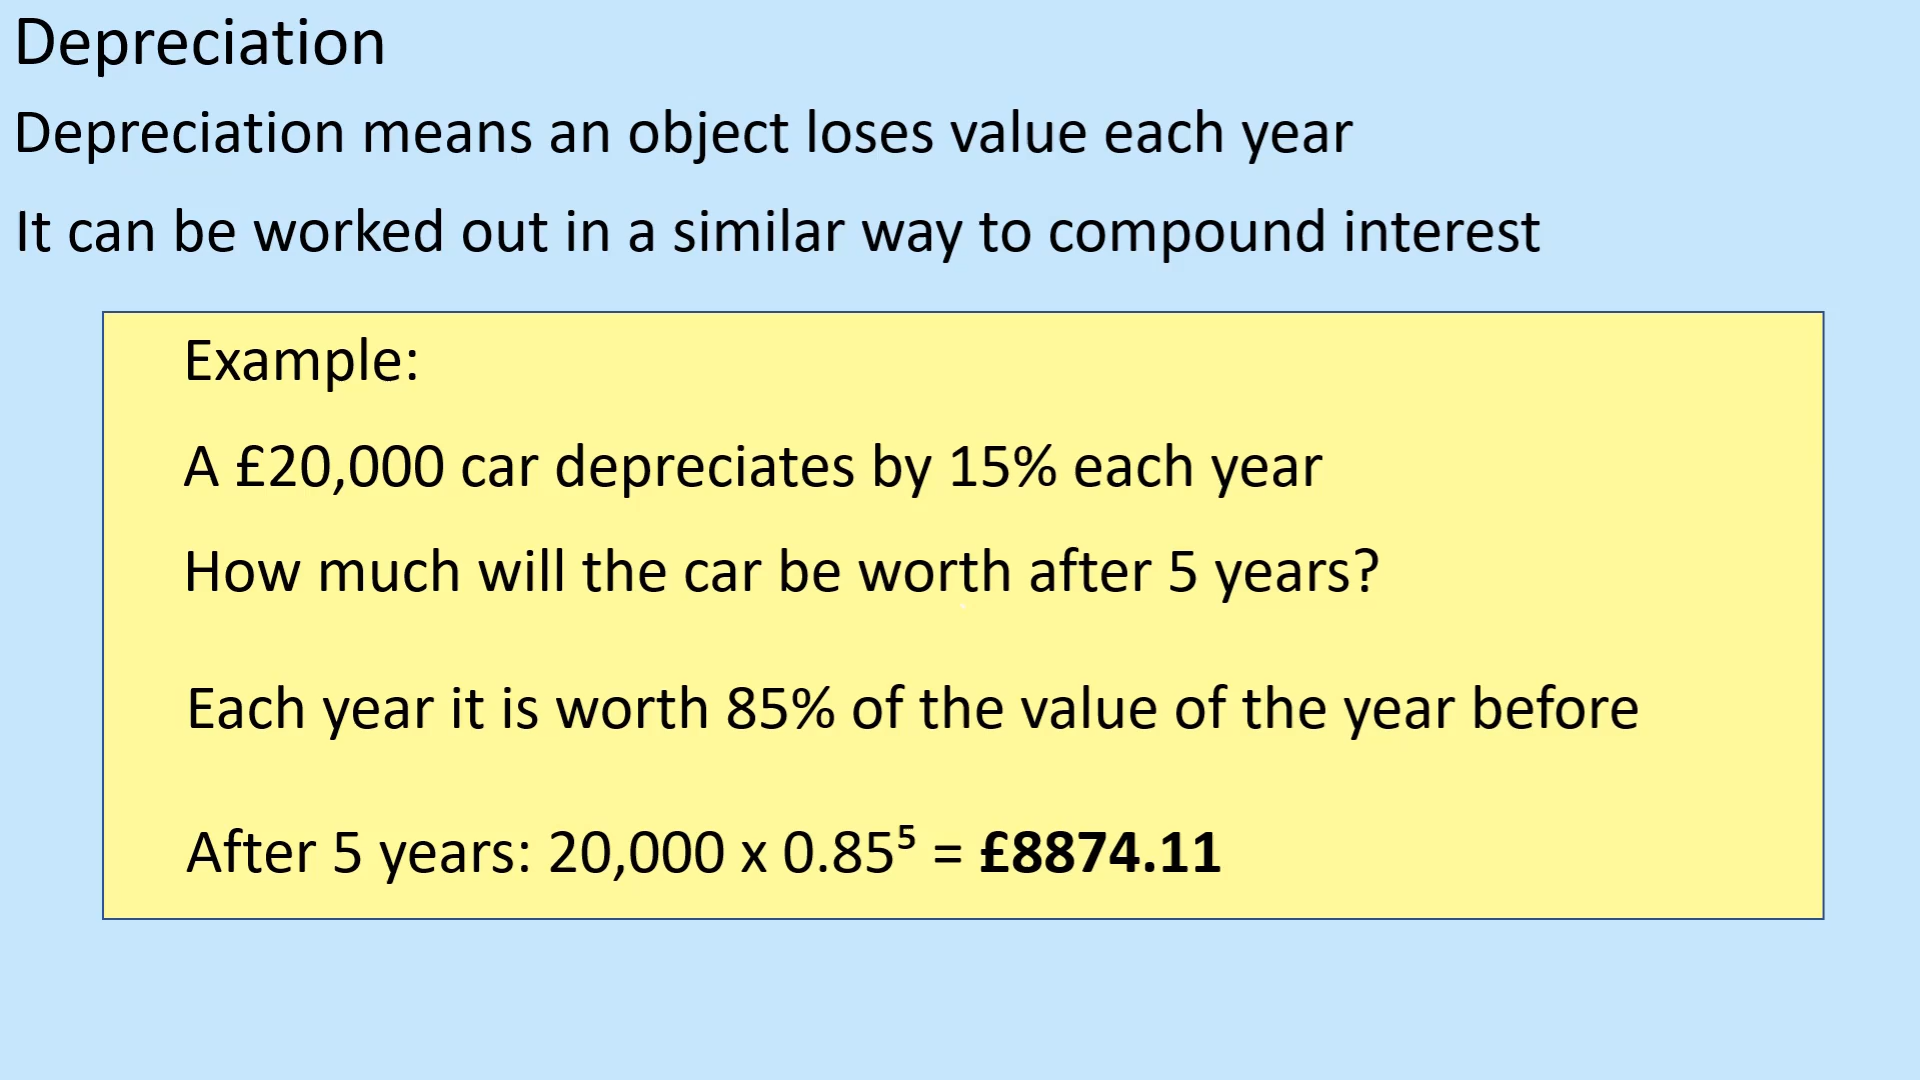 Depreciation
Depreciation means an object loses value each year
It can be worked out in a similar way to compound interest
Example:
A £20,000 car depreciates by 15% each year
How much will the car be worth after 5 years?
Each year it is worth 85% of the value of the year before
After 5 years: 20,000 x 0.85⁵ = £8874.11